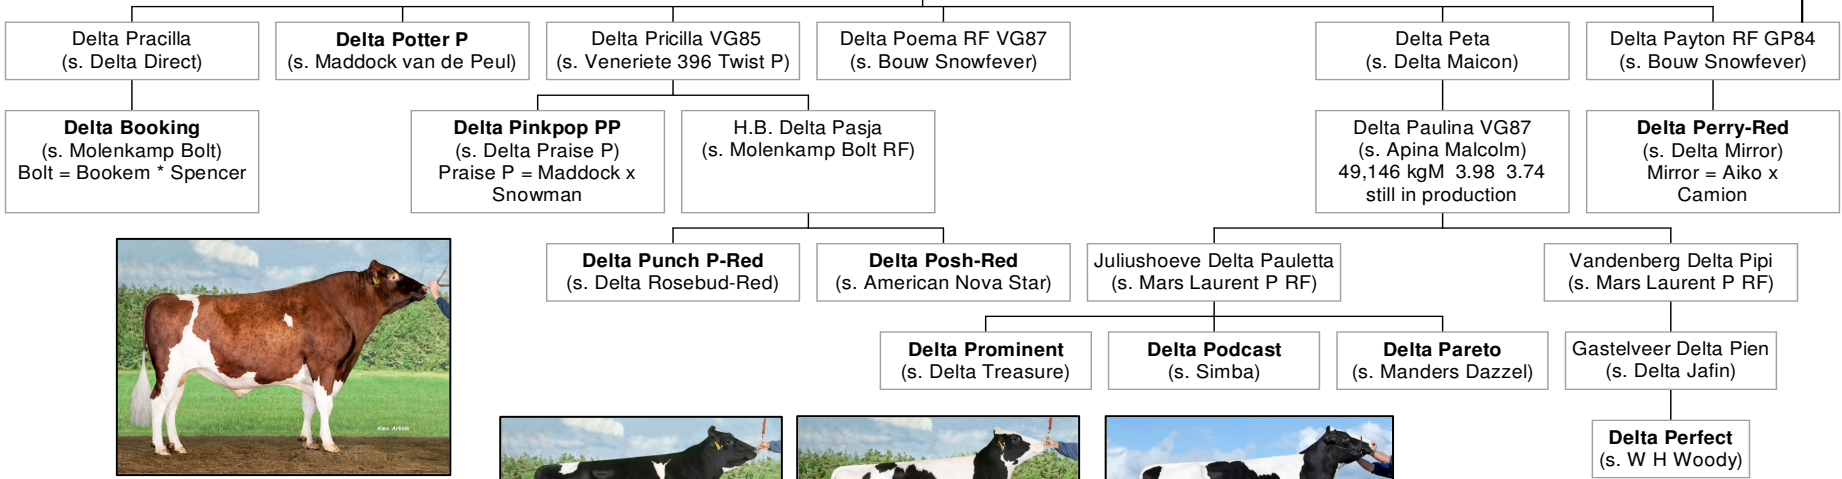 Delta Pracilla
(s. Delta Direct)
Delta Potter P
(s. Maddock van de Peul)
Delta Pricilla VG85
(s. Veneriete 396 Twist P)
Delta Poema RF VG87
(s. Bouw Snowfever)
Delta Peta
(s. Delta Maicon)
Delta Payton RF GP84
(s. Bouw Snowfever)
Delta Booking
(s. Molenkamp Bolt)
Bolt = Bookem * Spencer
Delta Pinkpop PP
(s. Delta Praise P)
Praise P = Maddock x
Snowman
H.B. Delta Pasja
(s. Molenkamp Bolt RF)
Delta Paulina VG87
(s. Apina Malcolm)
49,146 kgM 3.98 3.74
still in production
Delta Perry-Red
(s. Delta Mirror)
Mirror = Aiko x
Camion
Delta Punch P-Red
(s. Delta Rosebud-Red)
Delta Posh-Red
(s. American Nova Star)
Juliushoeve Delta Pauletta
(s. Mars Laurent P RF)
Vandenberg Delta Pipi
(s. Mars Laurent P RF)
Delta Prominent
(s. Delta Treasure)
Delta Podcast
(s. Simba)
Delta Pareto
(s. Manders Dazzel)
Gastelveer Delta Pien
(s. Delta Jafin)
Delta Perfect
(s. W H Woody)
Alex Arkink